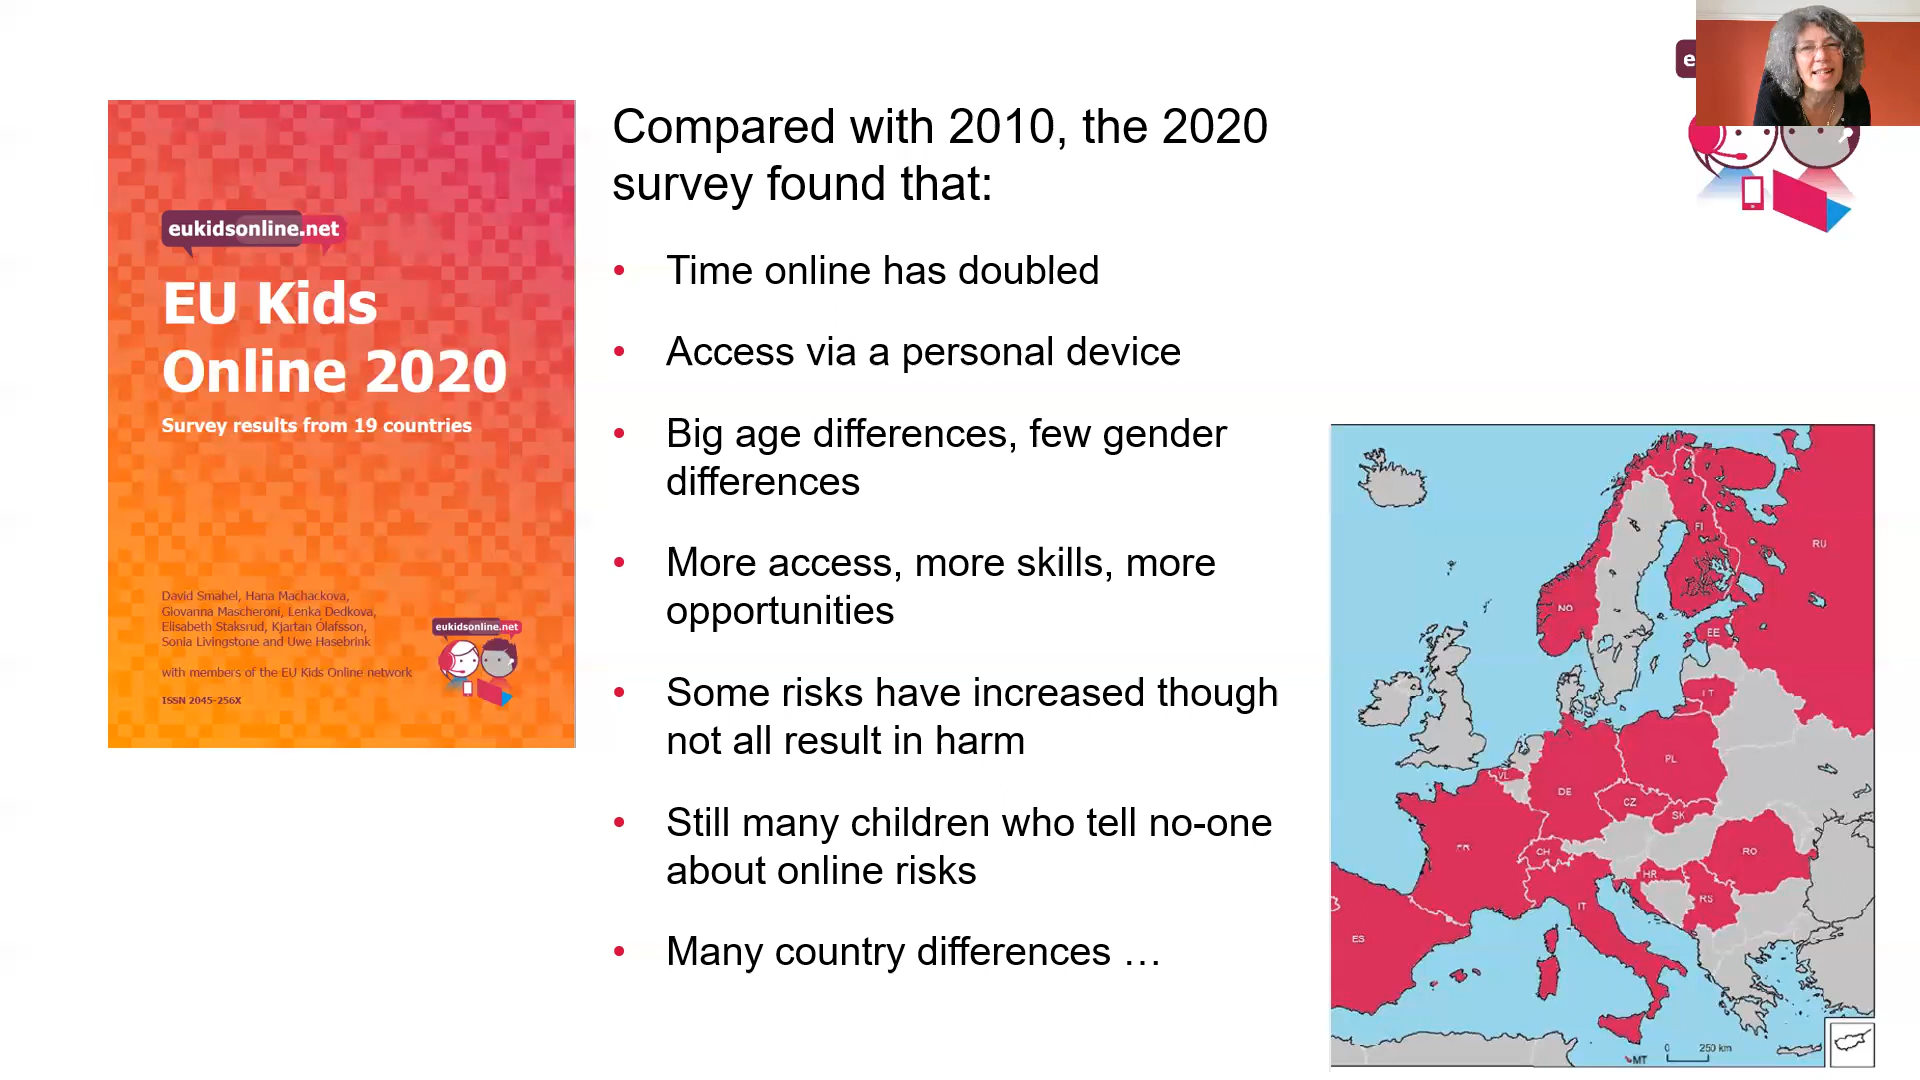 eukidsonline.net
EU Kids
Online 2020
Survey results from 19 countries
David Smahel, Hana Machackova,
Giovanna Mascheroni, Lenka Dedkova,
Elisabeth Staksrud, Kjartan Ólafsson,
Sonia Livingstone and Uwe Hasebrink
with members of the EU Kids Online network
ISSN 2045-256X
eukidsonline.net
Compared with 2010, the 2020
survey found that:
• Time online has doubled
• Access via a personal device
• Big age differences, few gender
differences
• More access, more skills, more
opportunities
• Some risks have increased though
not all result in harm
• Still many children who tell no-one
about online risks
• Many country differences …
e
FI
RU
NO
EE
LT
PL
VL
DE
CZ
SK
FR
CH
RO
HR
RS
IT
ES
MT
0 250 km